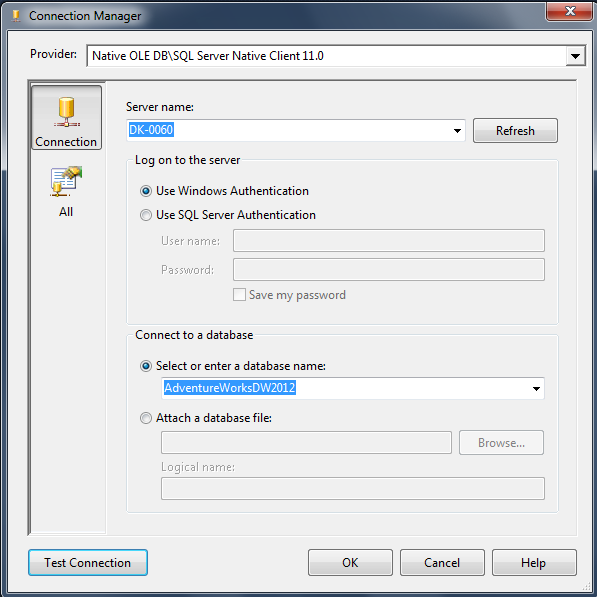 Connection Manager
Provider: Native OLE DB\SQL Server Native Client 11.0
Connection
All
Server name:
DK-0060 Refresh
Log on to the server
Use Windows Authentication
Use SQL Server Authentication
User name:
Password:
Save my password
Connect to a database
Select or enter a database name:
AdventureWorksDW2012
Attach a database file:
Browse...
Logical name:
Test Connection OK Cancel Help